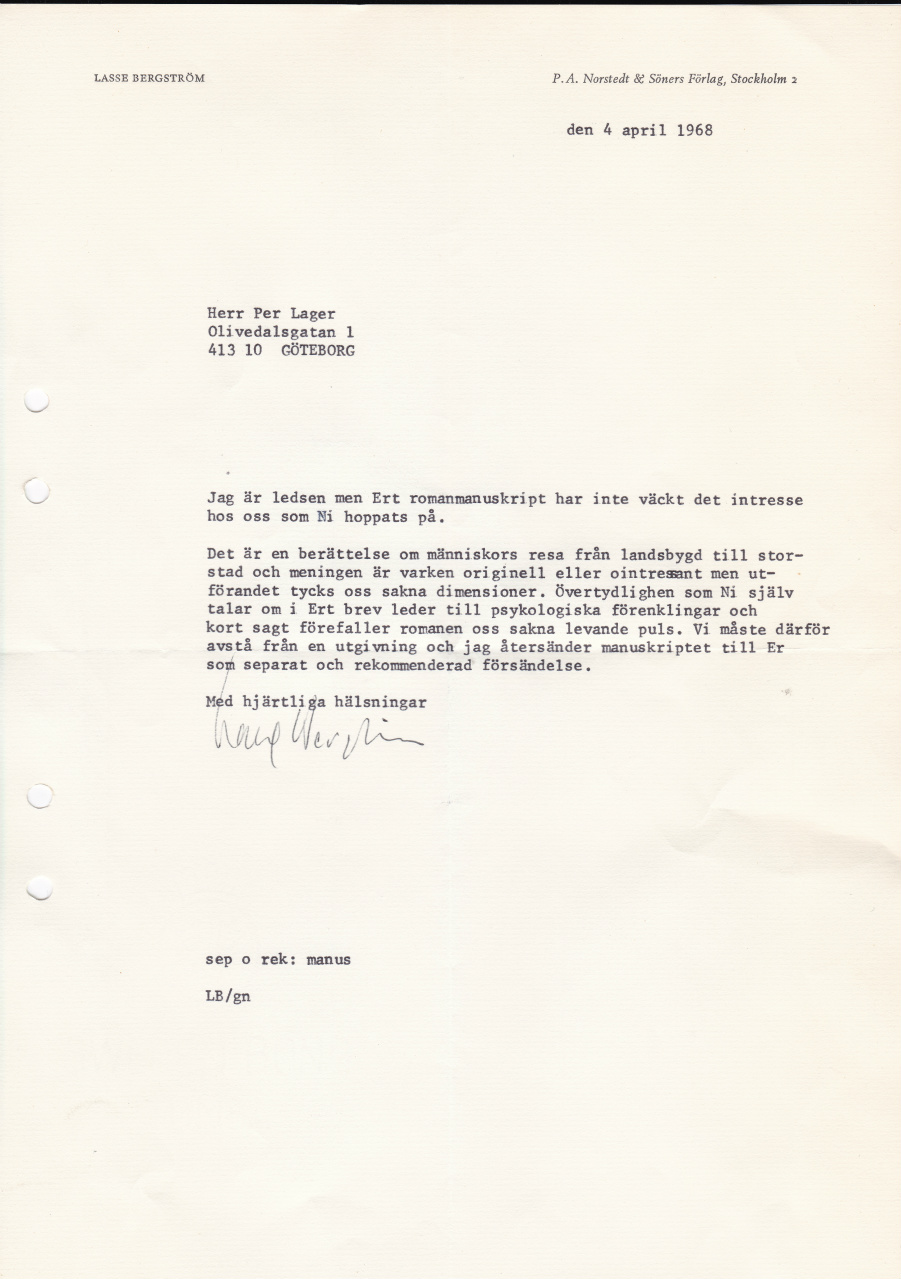 LASSE BERGSTRÖM
P.A. Norstedt & Söners Förlag, Stockholm 2
den 4 april 1968
Herr Per Lager
Olivedalsgatan 1
413 10 GÖTEBORG
Jag är ledsen men Ert romanmanuskript har inte väckt det intresse
hos oss som Ni hoppats på.
Det är en berättelse om människors resa från landsbygd till stor-
stad och meningen är varken originell eller ointressant men ut-
förandet tycks oss sakna dimensioner. Övertydlighen som Ni själv
talar om i Ert brev leder till psykologiska förenklingar och
kort sagt förefaller romanen oss sakna levande puls. Vi måste därför
avstå från en utgivning och jag återsänder manuskriptet till Er
som separat och rekommenderad försändelse.
Med hjärtliga hälsningar
sep o rek: manus
LB/gn